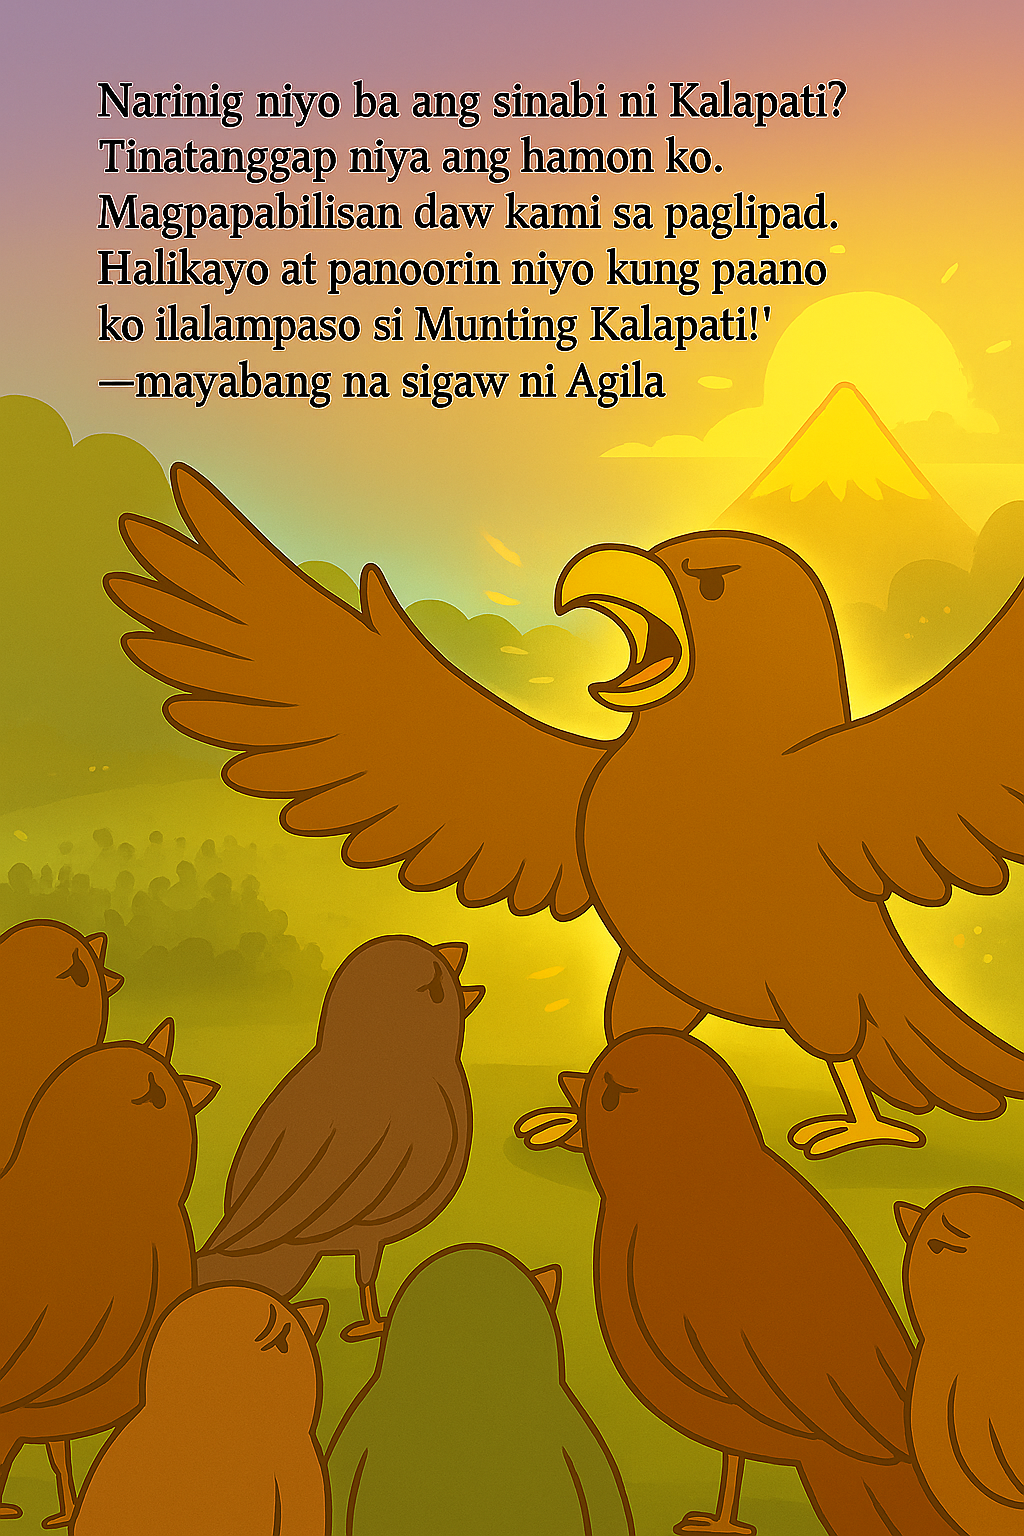 Narinig niyo ba ang sinabi ni Kalapati?
Tinatanggap niya ang hamon ko.
Magpapabilisan daw kami sa paglipad.
Halikayo at panoorin niyo kung paano
ko ilalampaso si Munting Kalapati!'
—mayabang na sigaw ni Agila